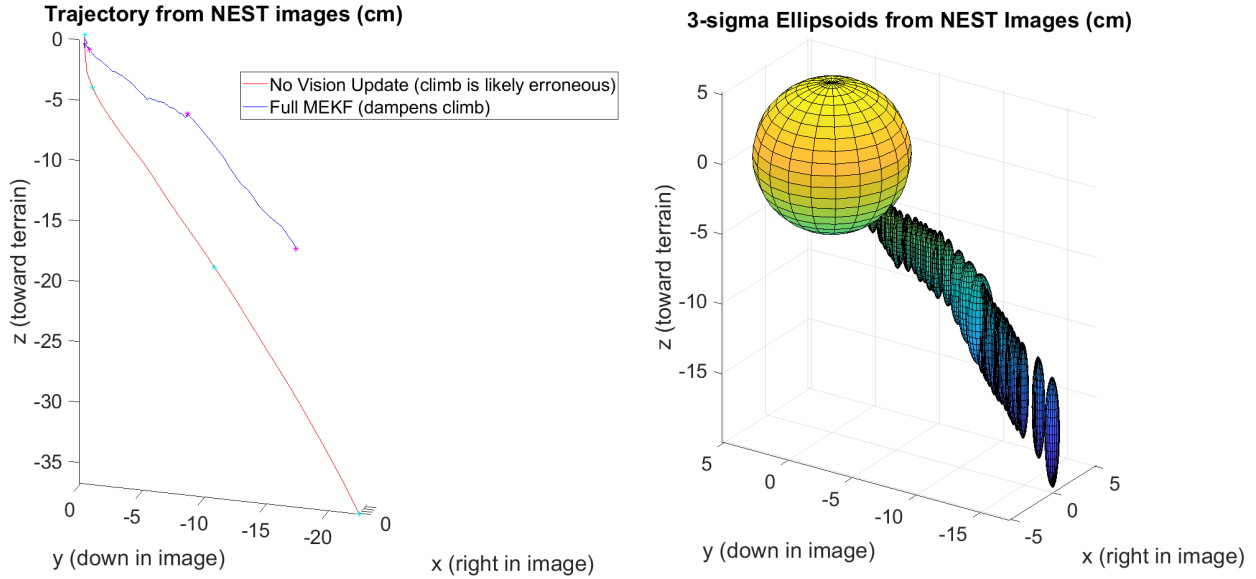 Trajectory from NEST images (cm)
0
-5
-10
-15
-20
-25
-30
-35
z (toward terrain)
No Vision Update (climb is likely erroneous)
Full MEKF (dampens climb)
0
-5
-10
-15
-20
0
y (down in image)
x (right in image)
3-sigma Ellipsoids from NEST Images (cm)
5
0
-5
-10
-15
z (toward terrain)
5
0
-5
-10
-15
-5
0
5
y (down in image)
x (right in image)